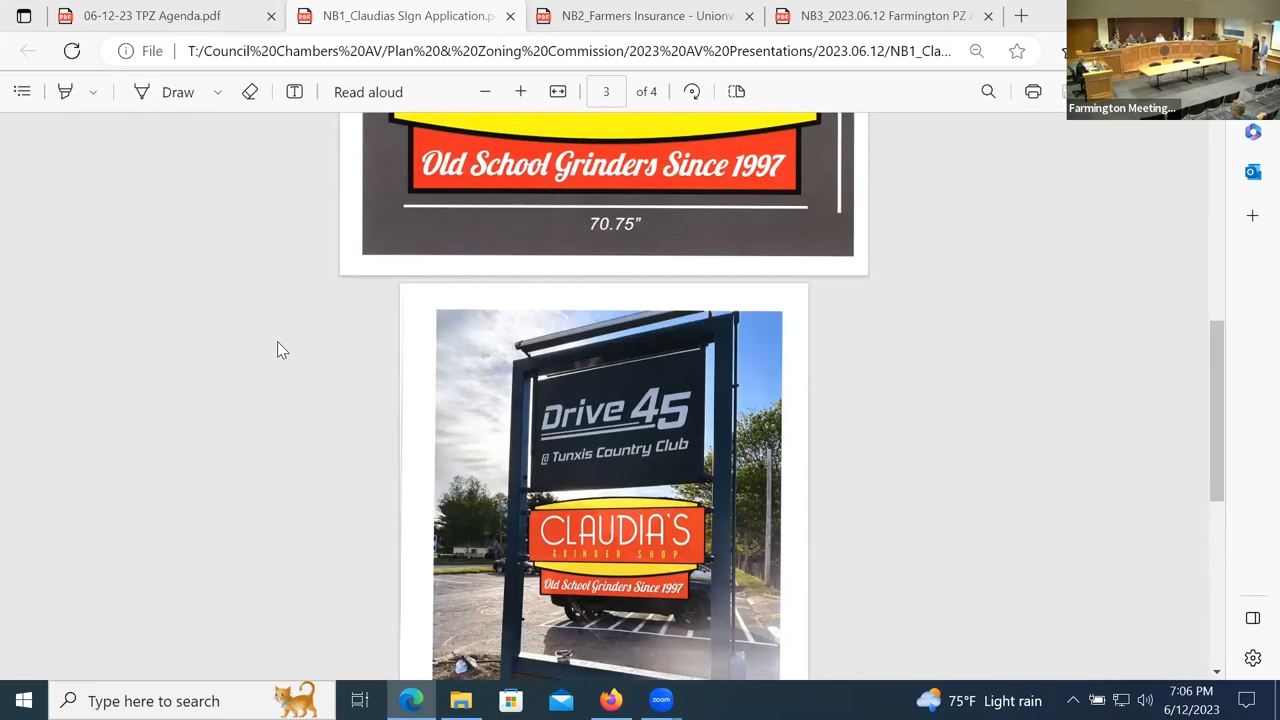 06-12-23 TPZ Agenda.pdf
NB1_Claudias SIgn Application.p
NB2_Farmers Insurance - Unionv
NB3_2023.06.12 Farmington PZ A
File
T:/Council%20Chambers%20AV/Plan%20&%20Zoning%20Commission/2023%20AV%20Presentations/2023.06.12/NB1_Cla...
Draw
Read aloud
3
of 4
Farmington Meeting...
Old School Grinders Since 1997
70.75”
Drive 45
@ Tunxis Country Club
CLAUDIA'S
GRINDER SHOP
Old School Grinders Since 1997
Type here to search
zoom
75°F Light rain
7:06 PM
6/12/2023